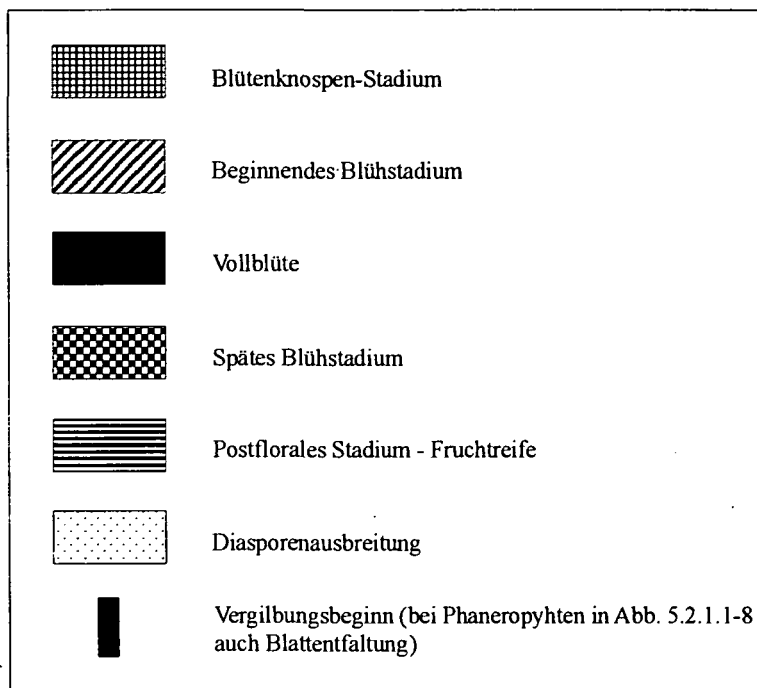 Blütenknospen-Stadium
Beginnendes Blühstadium
Vollblüte
Spätes Blühstadium
Postflorales Stadium - Fruchtreife
Diasporenausbreitung
Vergilbungsbeginn (bei Phaneropyhten in Abb. 5.2.1.1-8
auch Blattentfaltung)